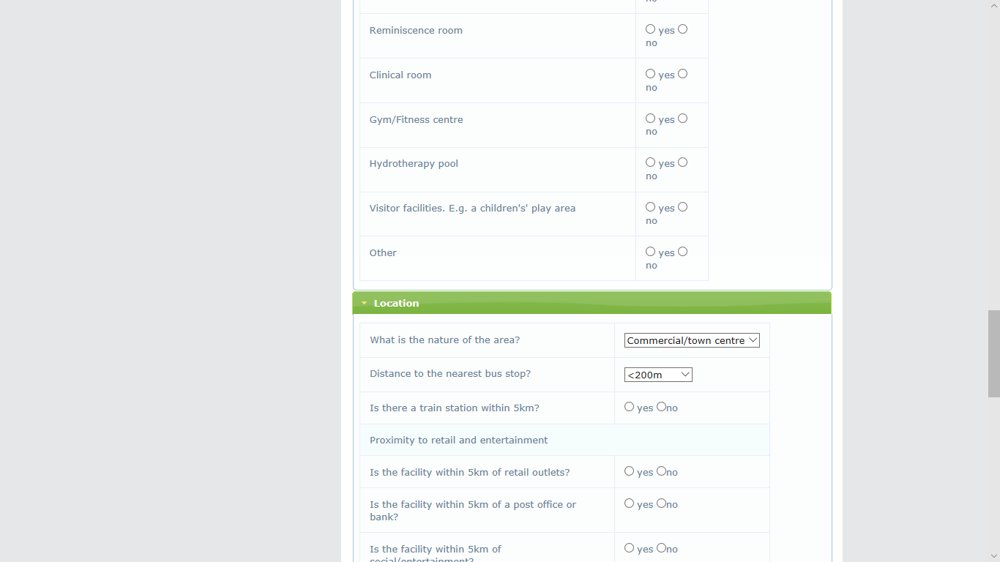 Reminiscence room
yes
no
Clinical room
yes
no
Gym/Fitness centre
yes
no
Hydrotherapy pool
yes
no
Visitor facilities. E.g. a children's' play area
yes
no
Other
yes
no
Location
What is the nature of the area?
Commercial/town centre
Distance to the nearest bus stop?
<200m
Is there a train station within 5km?
yes no
Proximity to retail and entertainment
Is the facility within 5km of retail outlets?
yes no
Is the facility within 5km of a post office or
bank?
yes no
Is the facility within 5km of
social/entertainment?
yes no